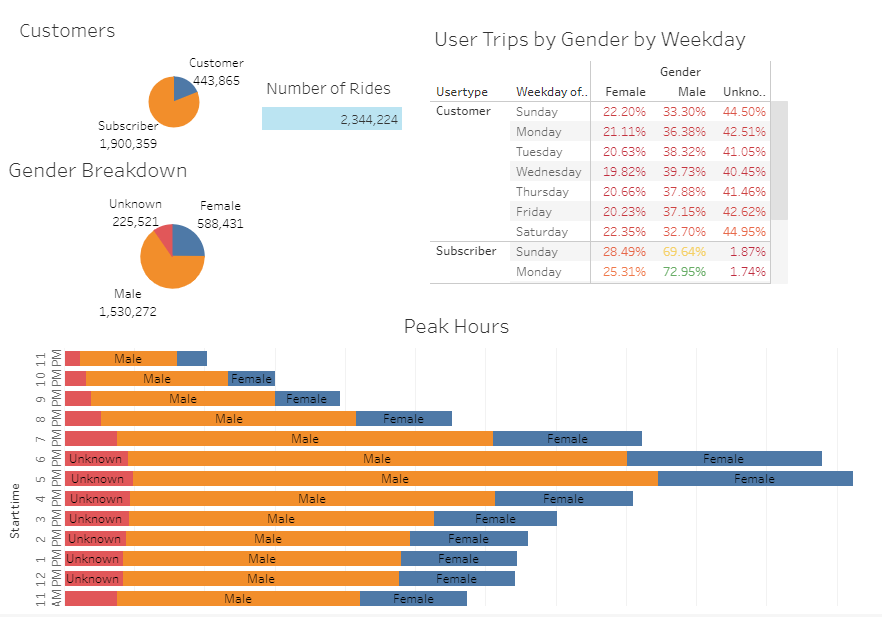 Customers
Customer
443,865
Subscriber
1,900,359
Number of Rides
2,344,224
Gender Breakdown
Unknown
225,521
Female
588,431
Male
1,530,272
User Trips by Gender by Weekday
Gender
Usertype Weekday of.. Female Male Unkno..
Customer Sunday 22.20% 33.30% 44.50%
Monday 21.11% 36.38% 42.51%
Tuesday 20.63% 38.32% 41.05%
Wednesday 19.82% 39.73% 40.45%
Thursday 20.66% 37.88% 41.46%
Friday 20.23% 37.15% 42.62%
Saturday 22.35% 32.70% 44.95%
Subscriber Sunday 28.49% 69.64% 1.87%
Monday 25.31% 72.95% 1.74%
Peak Hours
Starttime
11 PM Male
10 PM Male Female
9 PM Male Female
8 PM Male Female
7 PM Male Female
6 PM Unknown Male Female
5 PM Unknown Male Female
4 PM Unknown Male Female
3 PM Unknown Male Female
2 PM Unknown Male Female
1 PM Unknown Male Female
12 PM Unknown Male Female
11 AM Male Female